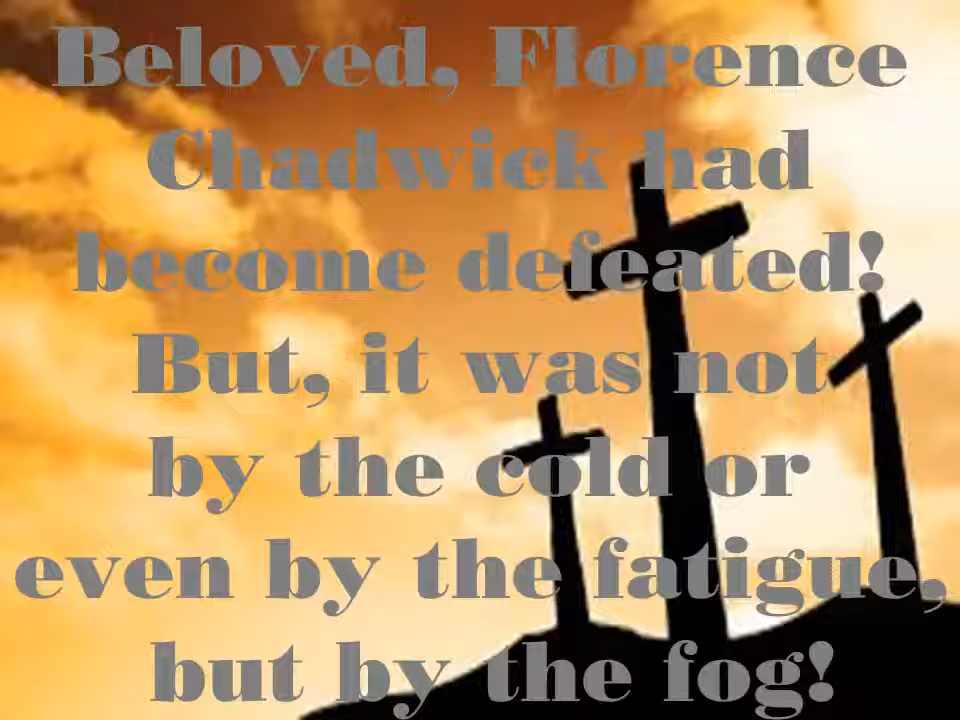 Beloved, Florence
Chadwick had
become defeated!
But, it was not
by the cold or
even by the fatigue,
but by the fog!